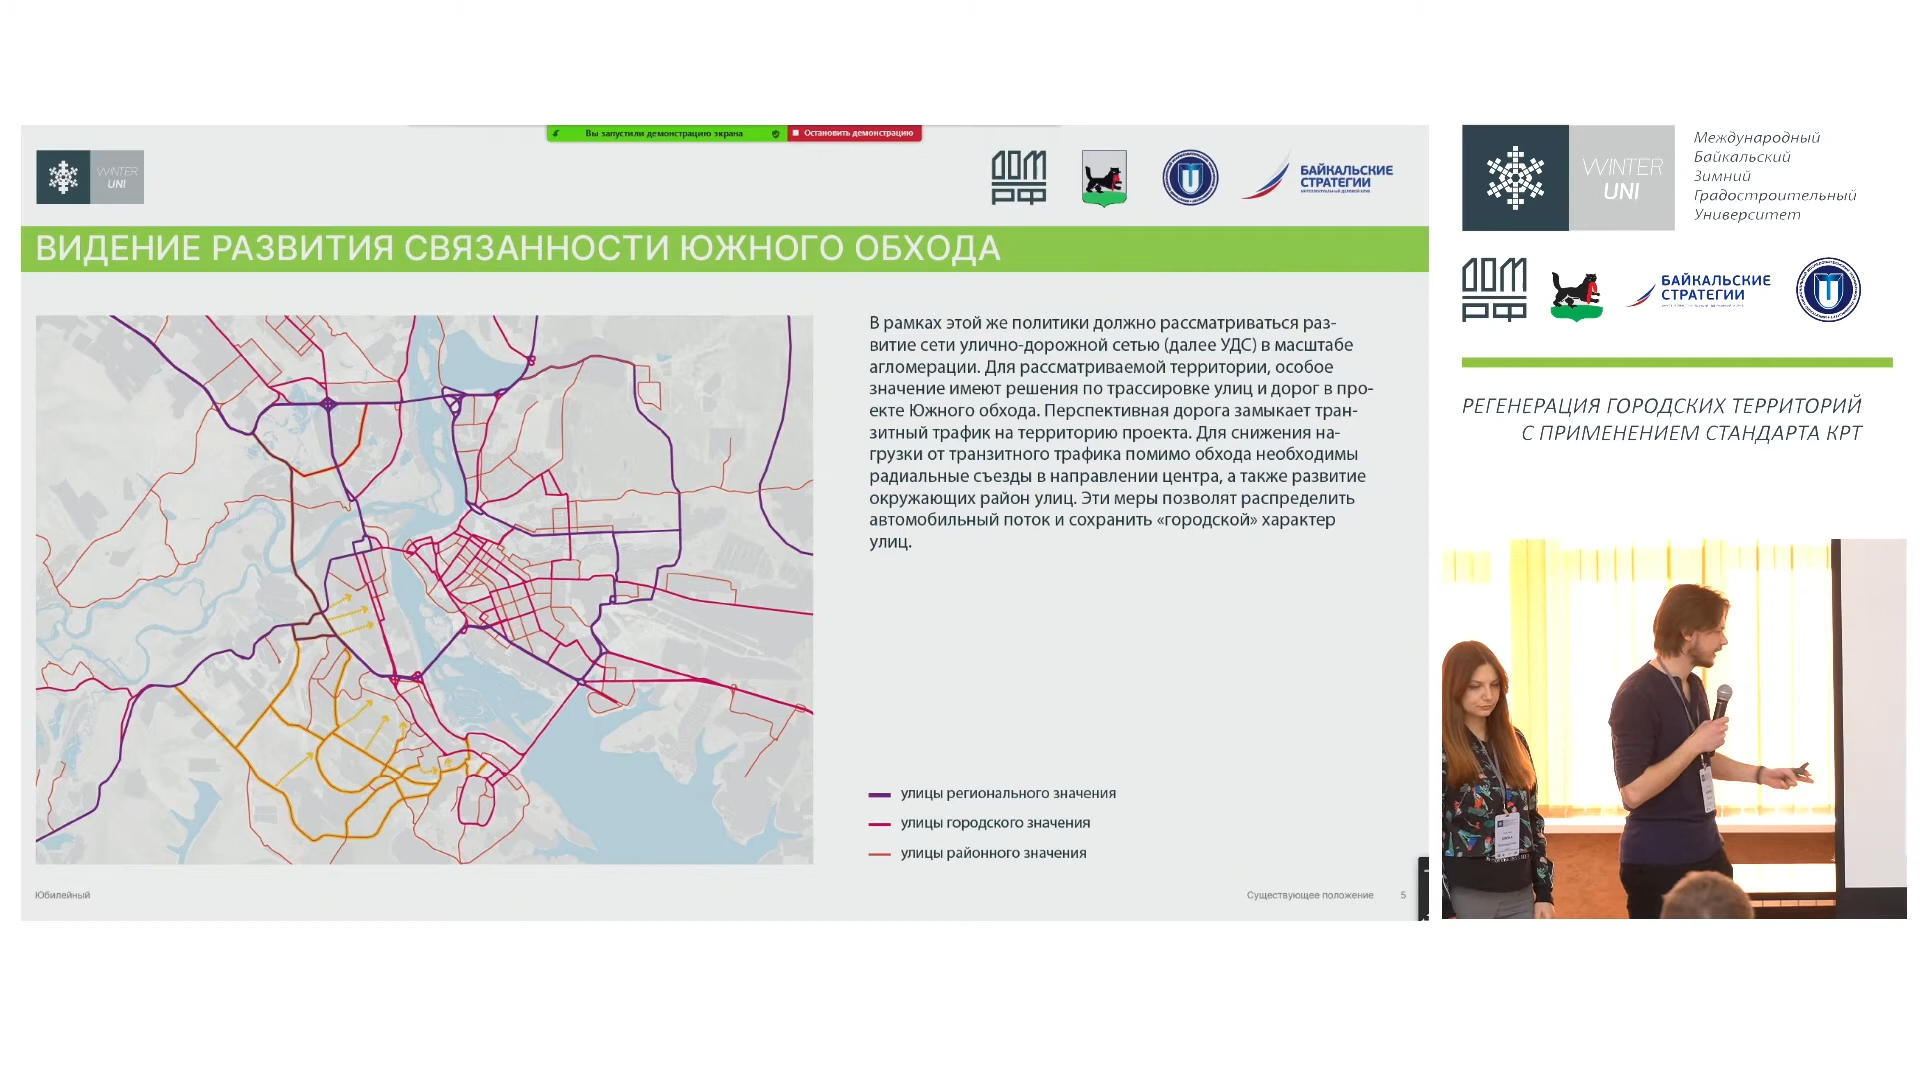 Вы запустили демонстрацию экрана
Остановить демонстрацию
WINTER
UNI
ДОМ
РФ
БАЙКАЛЬСКИЕ
СТРАТЕГИИ
ВИДЕНИЕ РАЗВИТИЯ СВЯЗАННОСТИ ЮЖНОГО ОБХОДА
В рамках этой же политики должно рассматриваться раз-
витие сети улично-дорожной сетью (далее УДС) в масштабе
агломерации. Для рассматриваемой территории, особое
значение имеют решения по трассировке улиц и дорог в про-
екте Южного обхода. Перспективная дорога замыкает тран-
зитный трафик на территорию проекта. Для снижения на-
грузки от транзитного трафика помимо обхода необходимы
радиальные съезды в направлении центра, а также развитие
окружающих район улиц. Эти меры позволят распределить
автомобильный поток и сохранить «городской» характер
улиц.
улицы регионального значения
улицы городского значения
улицы районного значения
Юбилейный
Существующее положение 5
WINTER
UNI
Международный
Байкальский
Зимний
Градостроительный
Университет
ДОМ
РФ
БАЙКАЛЬСКИЕ
СТРАТЕГИИ
РЕГЕНЕРАЦИЯ ГОРОДСКИХ ТЕРРИТОРИЙ
С ПРИМЕНЕНИЕМ СТАНДАРТА КРТ